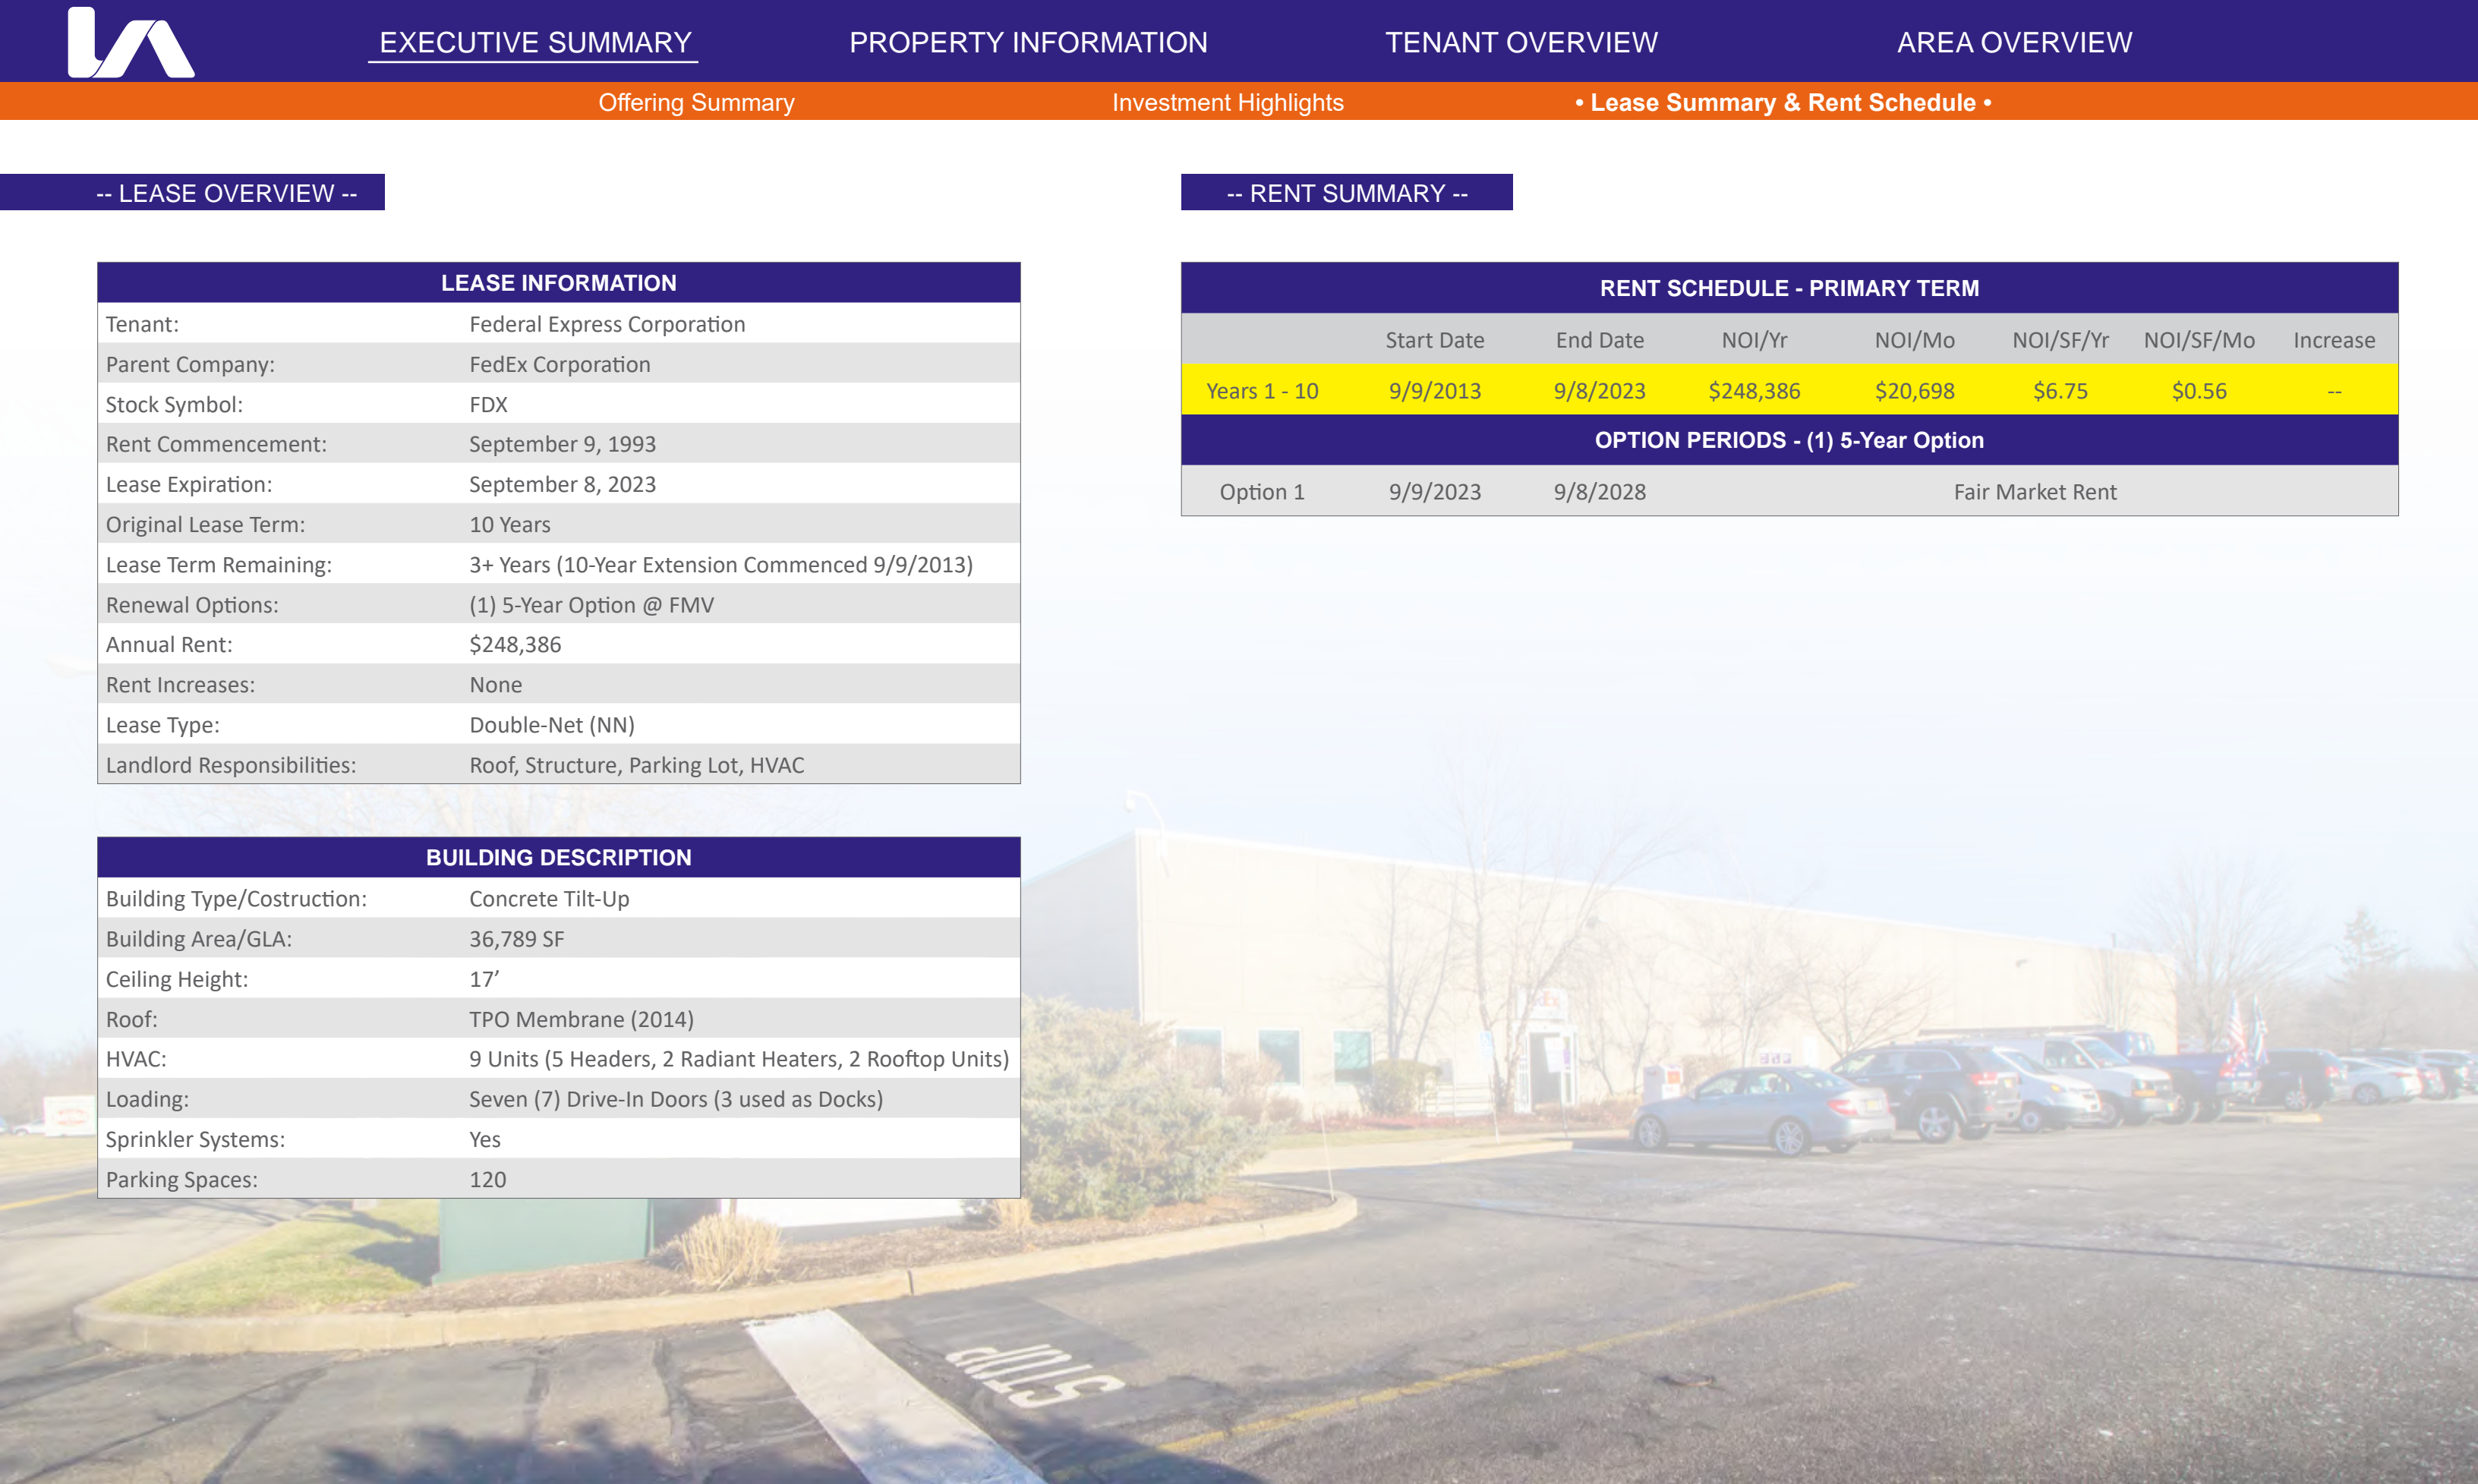 EXECUTIVE SUMMARY PROPERTY INFORMATION TENANT OVERVIEW AREA OVERVIEW
Offering Summary Investment Highlights • Lease Summary & Rent Schedule •
-- LEASE OVERVIEW --
LEASE INFORMATION
Tenant: Federal Express Corporation
Parent Company: FedEx Corporation
Stock Symbol: FDX
Rent Commencement: September 9, 1993
Lease Expiration: September 8, 2023
Original Lease Term: 10 Years
Lease Term Remaining: 3+ Years (10-Year Extension Commenced 9/9/2013)
Renewal Options: (1) 5-Year Option @ FMV
Annual Rent: $248,386
Rent Increases: None
Lease Type: Double-Net (NN)
Landlord Responsibilities: Roof, Structure, Parking Lot, HVAC
BUILDING DESCRIPTION
Building Type/Costruction: Concrete Tilt-Up
Building Area/GLA: 36,789 SF
Ceiling Height: 17’
Roof: TPO Membrane (2014)
HVAC: 9 Units (5 Headers, 2 Radiant Heaters, 2 Rooftop Units)
Loading: Seven (7) Drive-In Doors (3 used as Docks)
Sprinkler Systems: Yes
Parking Spaces: 120
-- RENT SUMMARY --
RENT SCHEDULE - PRIMARY TERM
Start Date End Date NOI/Yr NOI/Mo NOI/SF/Yr NOI/SF/Mo Increase
Years 1 - 10 9/9/2013 9/8/2023 $248,386 $20,698 $6.75 $0.56 --
OPTION PERIODS - (1) 5-Year Option
Option 1 9/9/2023 9/8/2028 Fair Market Rent
STOP